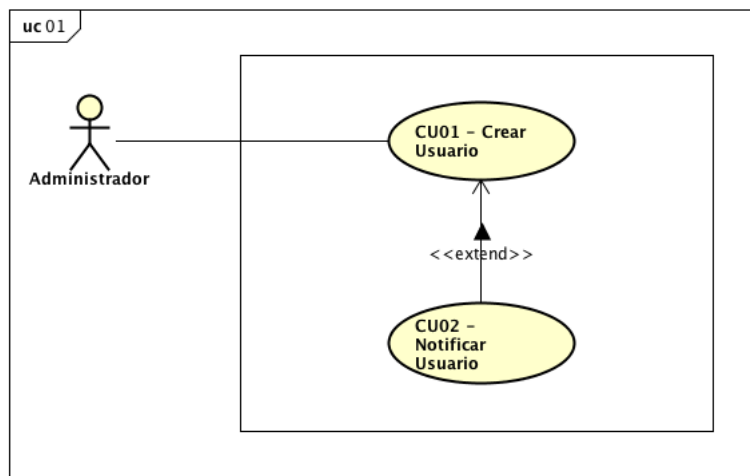 uc 01
CU01 - Crear
Usuario
Administrador
<<extend>>
CU02 -
Notificar
Usuario